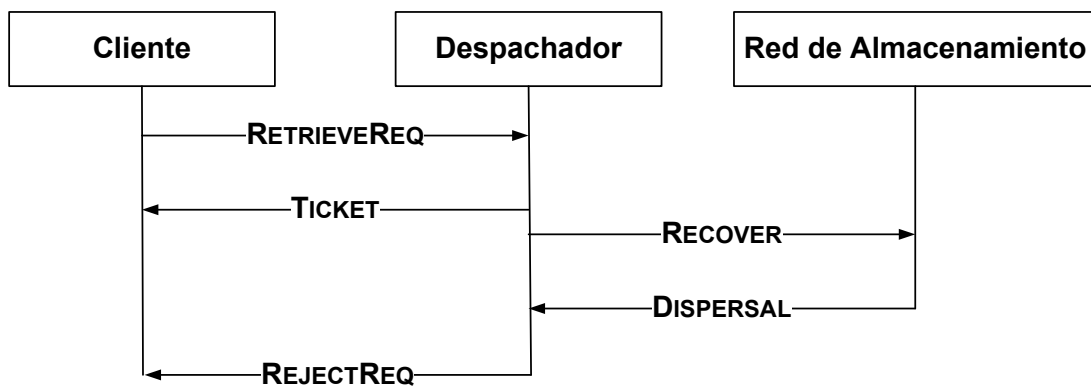 Cliente
Despachador
Red de Almacenamiento
RETRIEVEREQ
TICKET
RECOVER
DISPERSAL
REJECTREQ